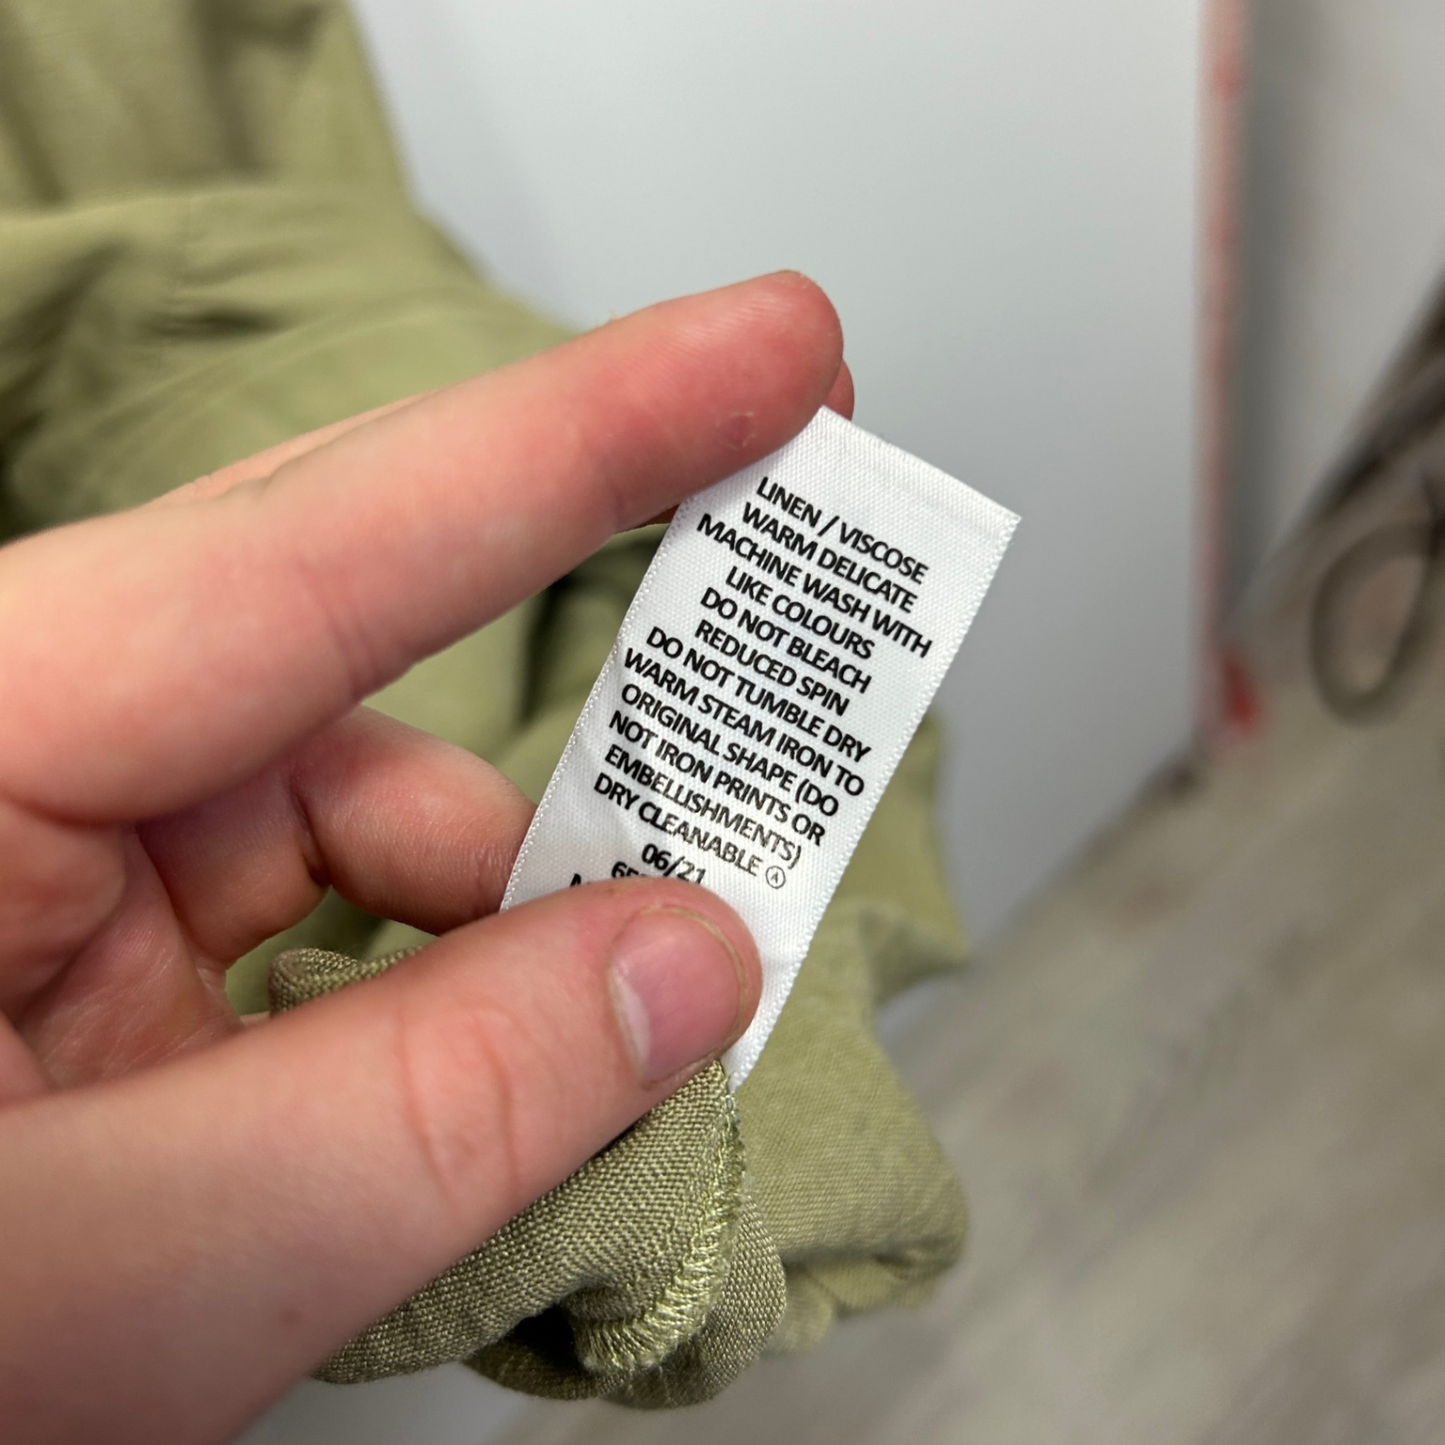 LINEN / VISCOSE
WARM DELICATE
MACHINE WASH WITH
LIKE COLOURS
DO NOT BLEACH
REDUCED SPIN
DO NOT TUMBLE DRY
WARM STEAM IRON TO
ORIGINAL SHAPE (DO
NOT IRON PRINTS OR
EMBELLISHMENTS)
DRY CLEANABLE Ⓐ
06/21